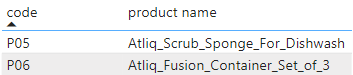 code product name
P05 Atliq_Scrub_Sponge_For_Dishwash
P06 Atliq_Fusion_Container_Set_of_3